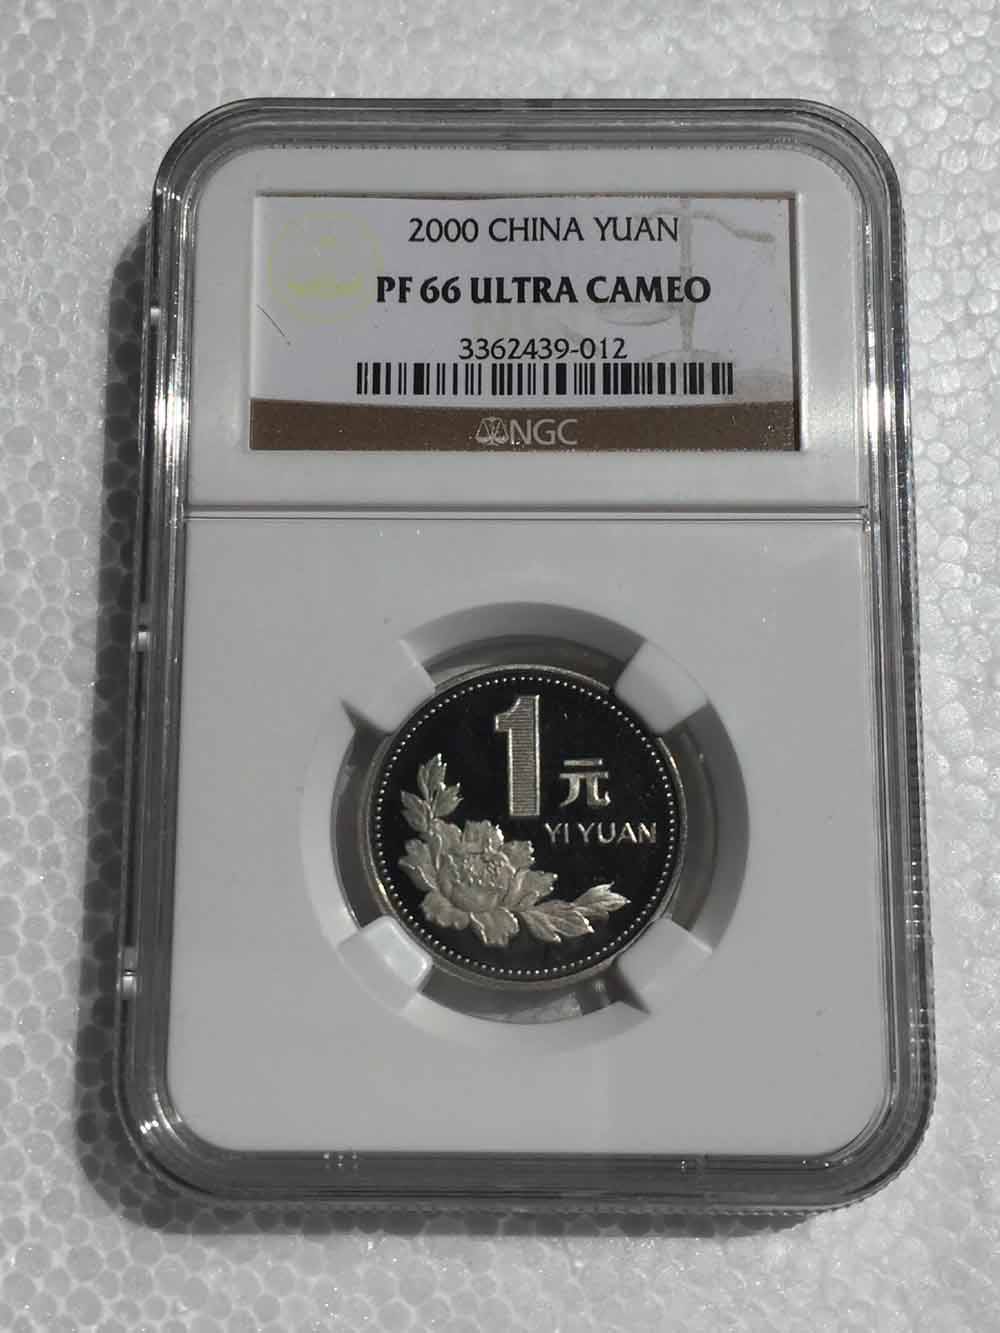 2000 CHINA YUAN
PF 66 ULTRA CAMEO
3362439-012
NGC
1元
YI YUAN